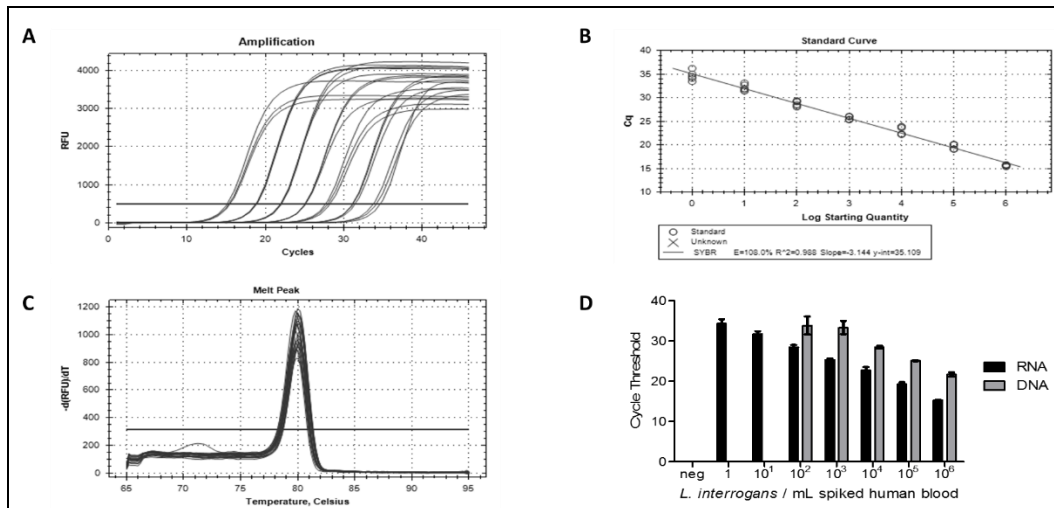 A
Amplification
RFU
4000
3000
2000
1000
0
0 10 20 30 40
Cycles
B
Standard Curve
Cq
40
35
30
25
20
15
10
0 1 2 3 4 5 6
Log Starting Quantity
Standard
Unknown
SYBR E=108.0% R^2=0.988 Slope=-3.144 y-int=35.109
C
Melt Peak
-d(RFU)/dT
1200
1000
800
600
400
200
0
65 70 75 80 85 90 95
Temperature, Celsius
D
Cycle Threshold
40
30
20
10
0
neg 1 10¹ 10² 10³ 10⁴ 10⁵ 10⁶
L. interrogans / mL spiked human blood
RNA
DNA